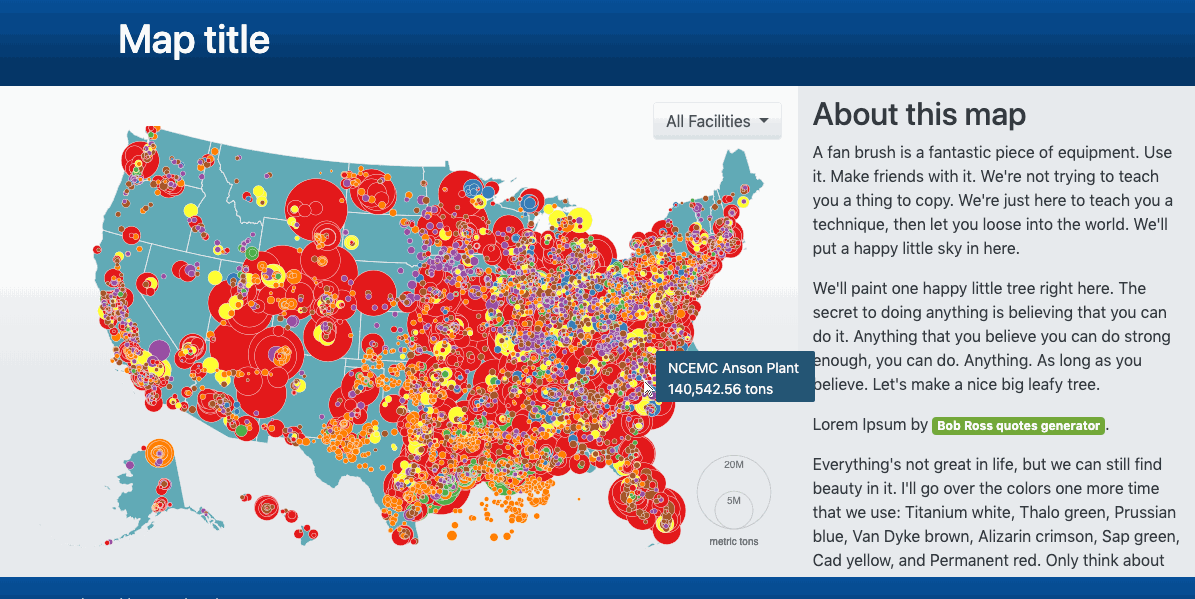 Map title
All Facilities
NCEMC Anson Plant
140,542.56 tons
20M
5M
metric tons
About this map
A fan brush is a fantastic piece of equipment. Use
it. Make friends with it. We're not trying to teach
you a thing to copy. We're just here to teach you a
technique, then let you loose into the world. We'll
put a happy little sky in here.
We'll paint one happy little tree right here. The
secret to doing anything is believing that you can
do it. Anything that you believe you can do strong
enough, you can do. Anything. As long as you
believe. Let's make a nice big leafy tree.
Lorem Ipsum by Bob Ross quotes generator.
Everything's not great in life, but we can still find
beauty in it. I'll go over the colors one more time
that we use: Titanium white, Thalo green, Prussian
blue, Van Dyke brown, Alizarin crimson, Sap green,
Cad yellow, and Permanent red. Only think about